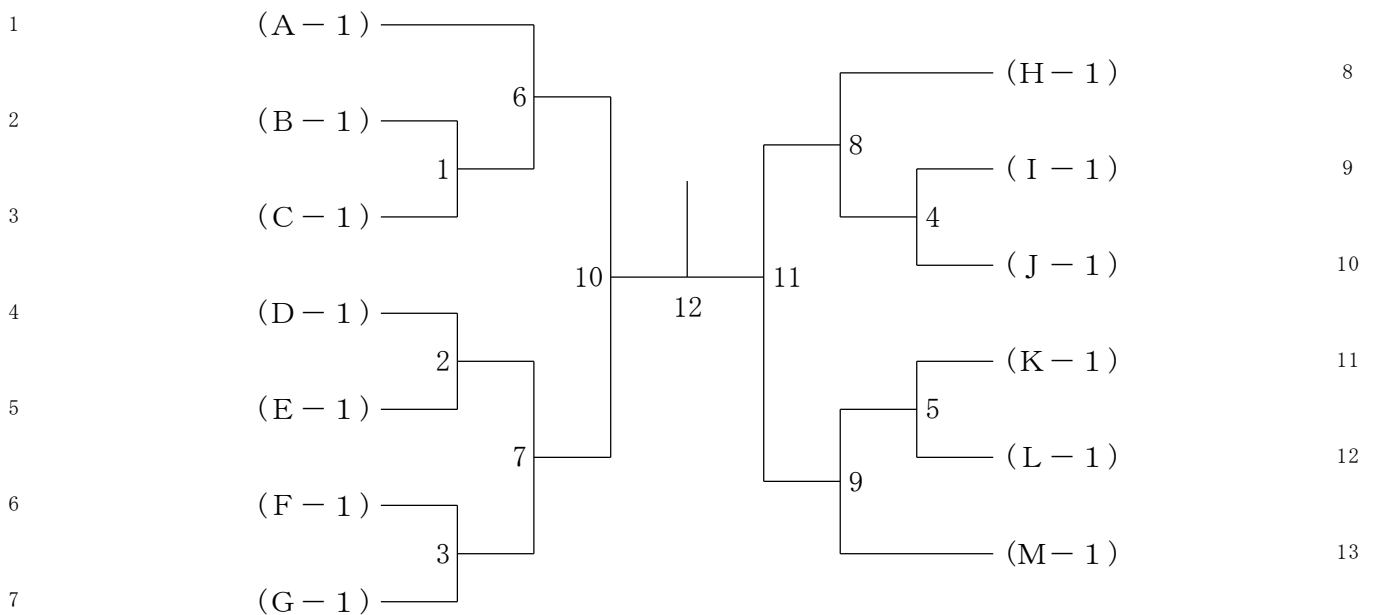 1 (A－1)
2 (B－1)
3 (C－1)
4 (D－1)
5 (E－1)
6 (F－1)
7 (G－1)
6
1
10
2
7
3
12
11
8
4
5
9
(H－1) 8
(I－1) 9
(J－1) 10
(K－1) 11
(L－1) 12
(M－1) 13